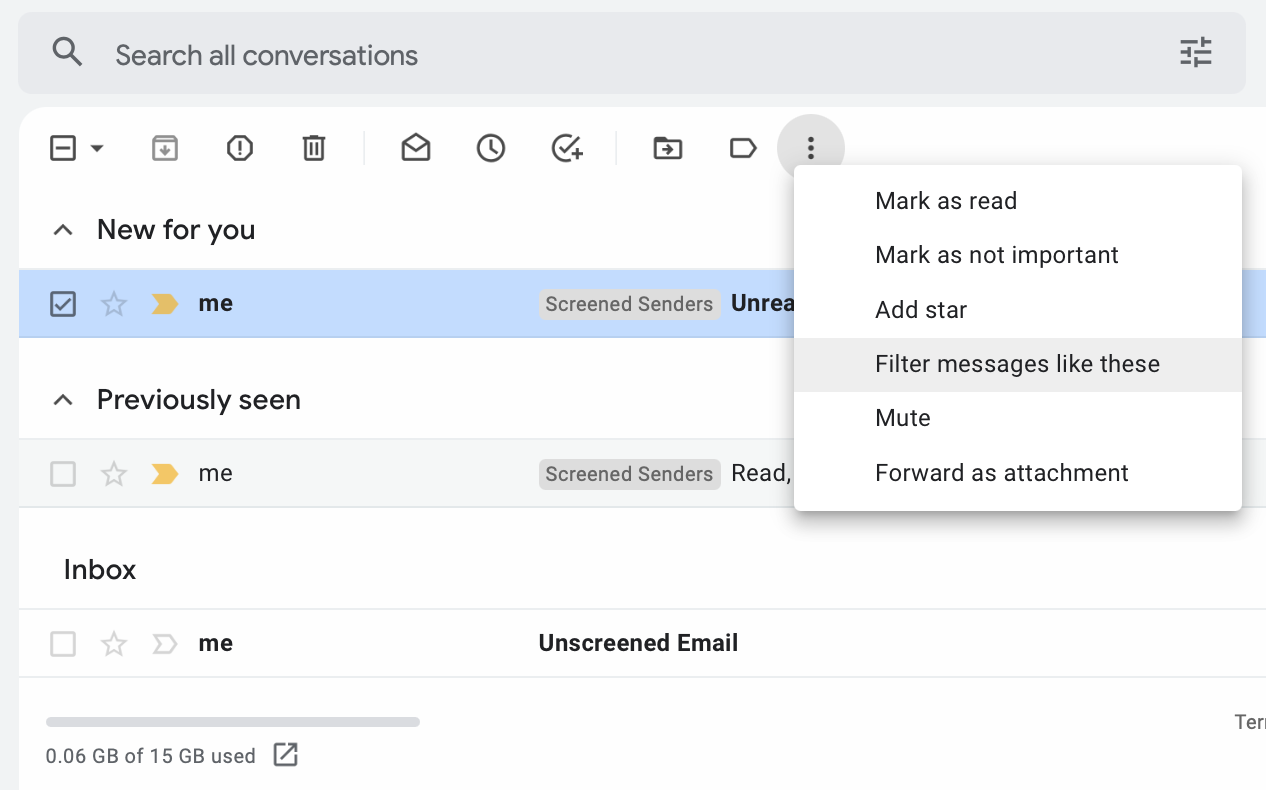 Search all conversations
Mark as read
New for you
Mark as not important
me Screened Senders Unrea
Add star
Filter messages like these
Previously seen
Mute
me Screened Senders Read,
Forward as attachment
Inbox
me Unscreened Email
Ter
0.06 GB of 15 GB used